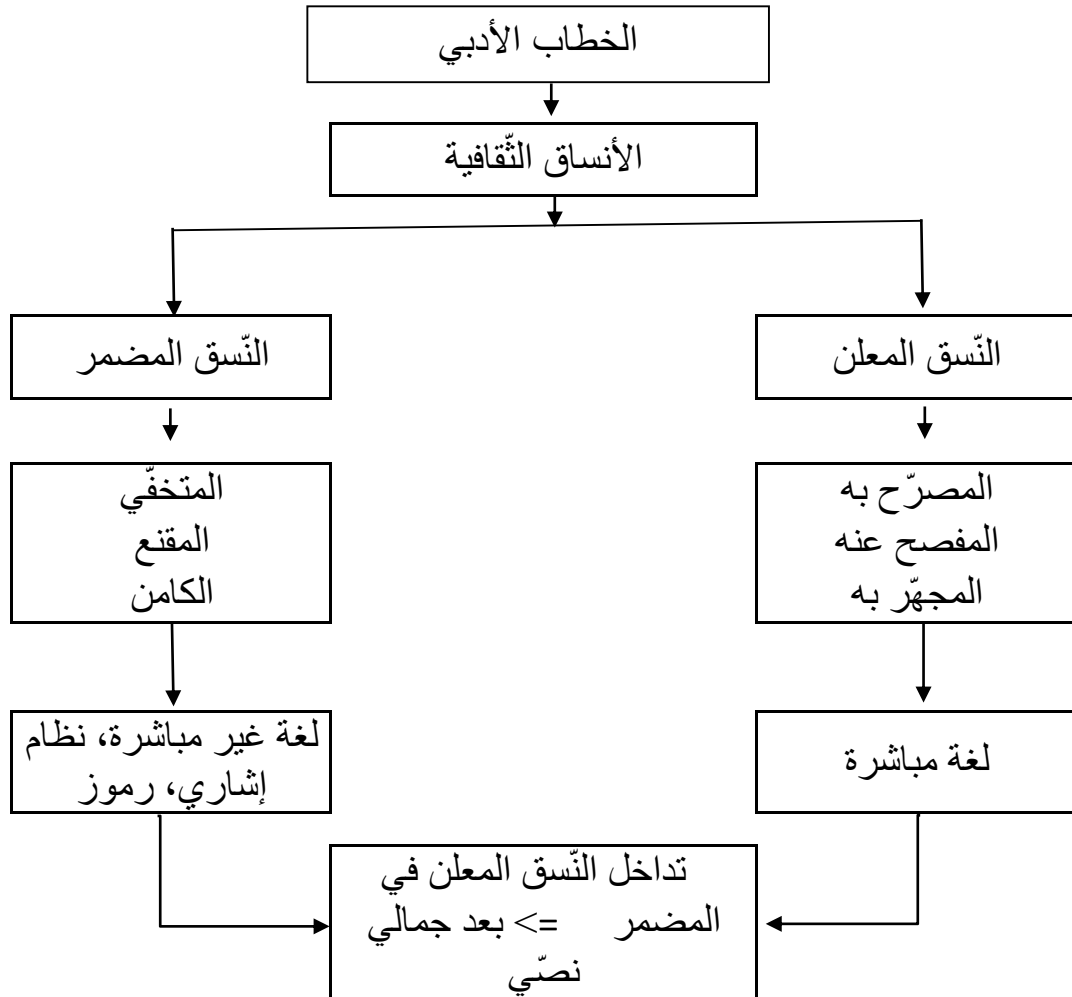 الخطاب الأدبي
الأنساق الثّقافية
النّسق المعلن
النّسق المضمر
المصرّح به
المفصح عنه
المجهّر به
المتخفّي
المقنع
الكامن
لغة مباشرة
لغة غير مباشرة، نظام
إشاري، رموز
تداخل النّسق المعلن في
المضمر => بعد جمالي
نصّي